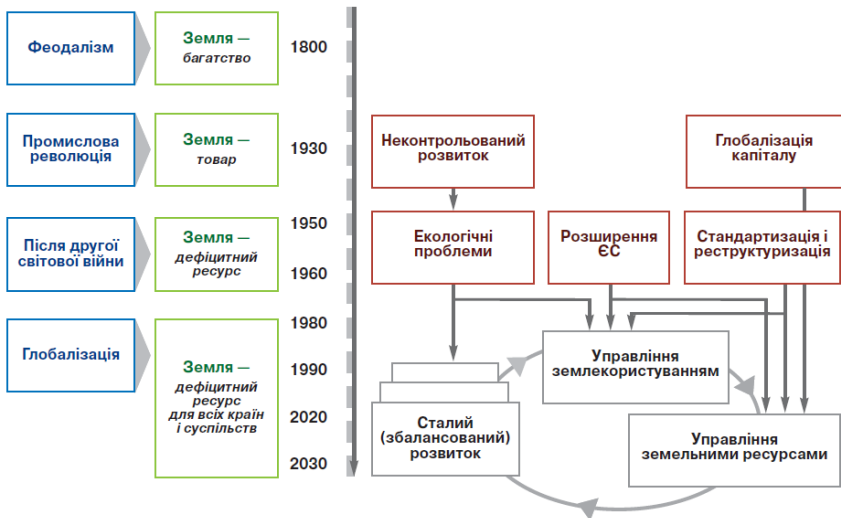 Феодалізм
Земля —
багатство
1800
Промислова
революція
Земля —
товар
1930
Неконтрольований
розвиток
Глобалізація
капіталу
1950
Після другої
світової війни
Земля —
дефіцитний
ресурс
1960
Екологічні
проблеми
Розширення
ЄС
Стандартизація і
реструктуризація
1980
Глобалізація
Земля —
дефіцитний
ресурс
для всіх країн
і суспільств
1990
2020
2030
Управління
землекористуванням
Сталий
(збалансований)
розвиток
Управління
земельними ресурсами